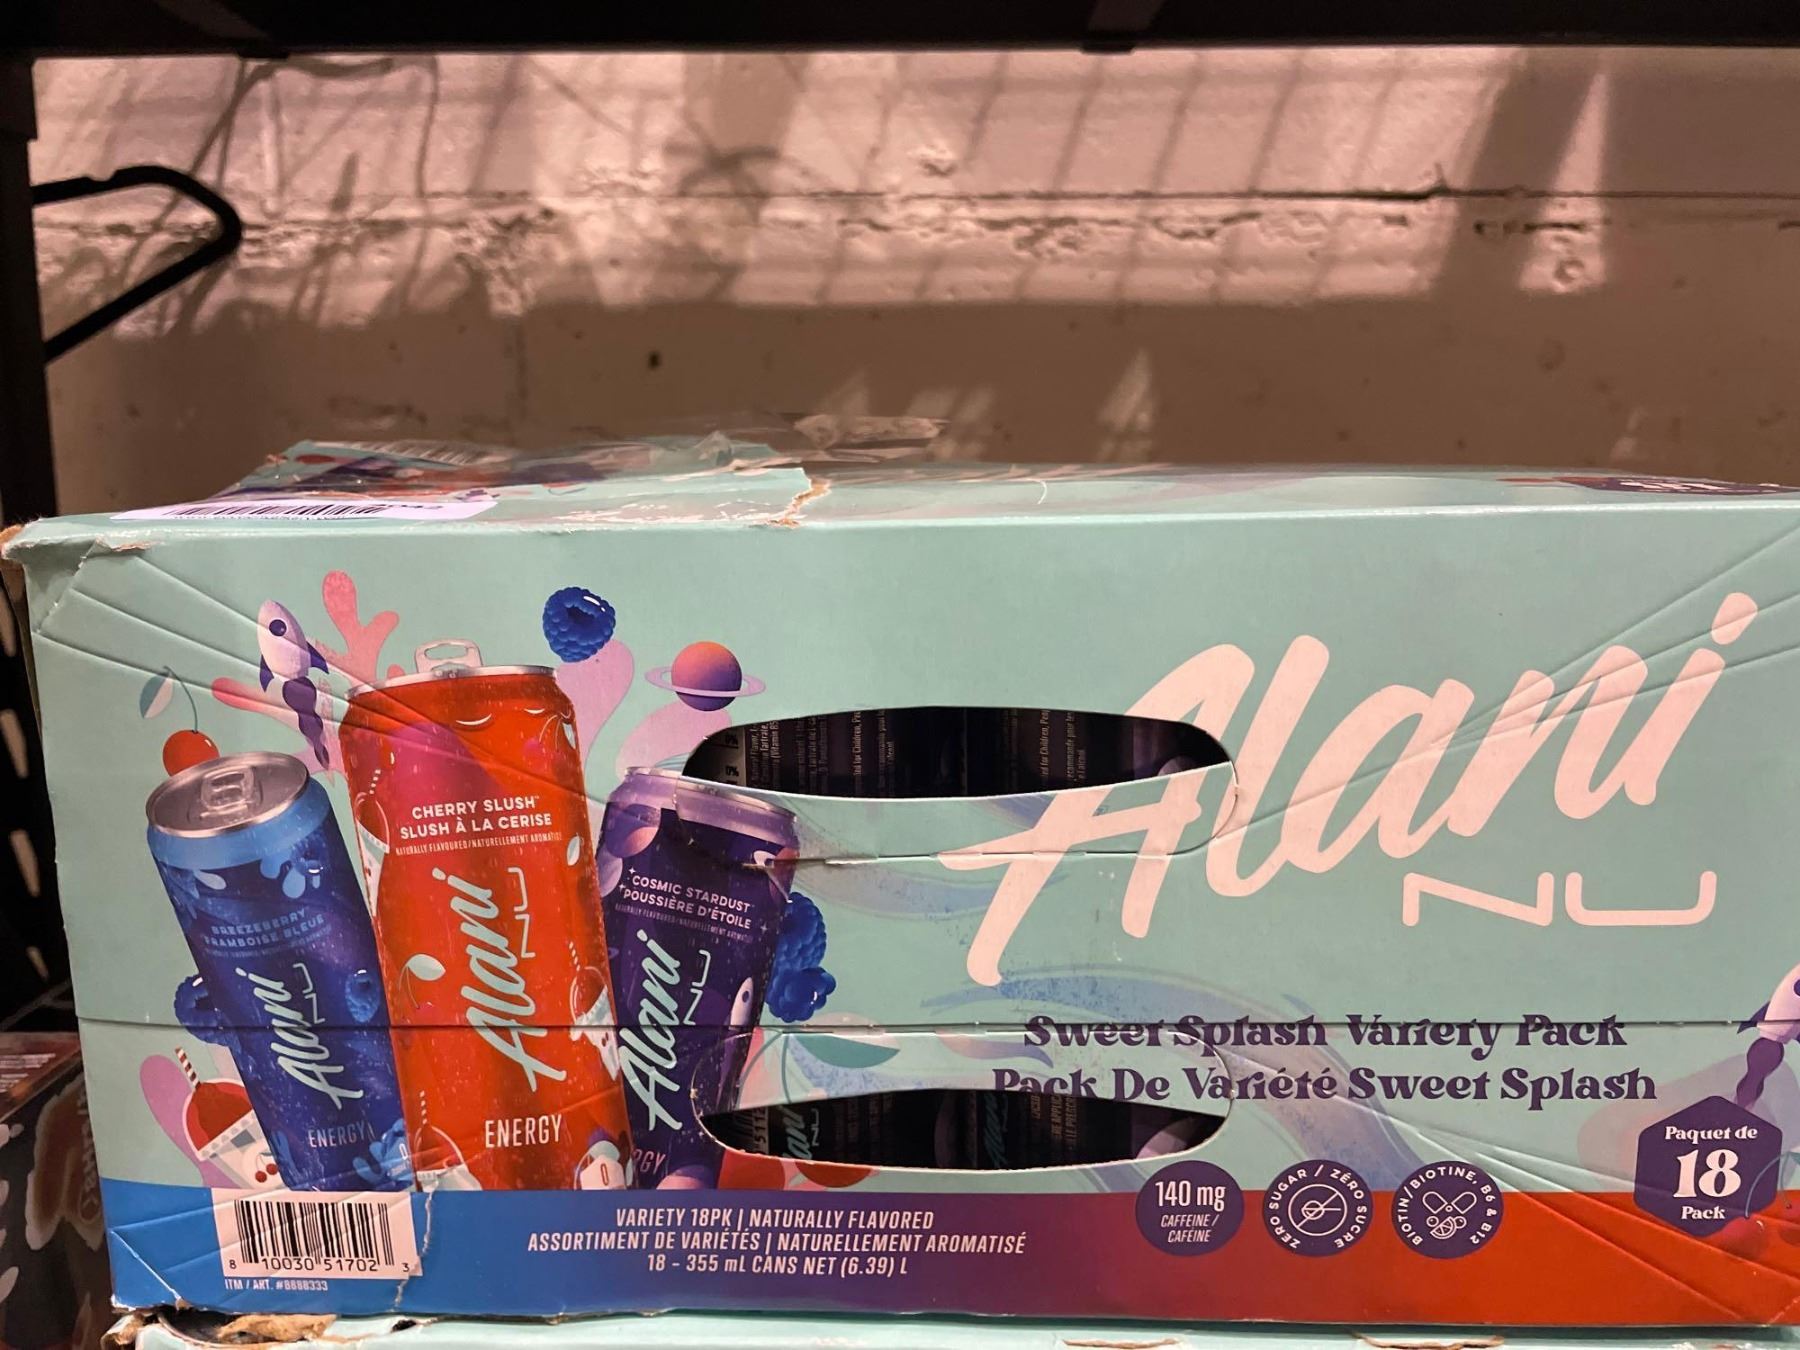 CHERRY SLUSH™
SLUSH À LA CERISE
NATURALLY FLAVOURED/NATURELLEMENT AROMATISÉ
Alani
NU
ENERGY
BREEZEBERRY
FRAMBOISE BLEUE
Alani
NU
ENERGY
COSMIC STARDUST™
POUSSIÈRE D'ÉTOILE
Alani
NU
RGY
Alani
NU
Sweet Splash Variety Pack
Pack De Variété Sweet Splash
Paquet de
18
Pack
140 mg
CAFFEINE /
CAFÉINE
ZERO SUGAR / ZÉRO SUCRE
BIOTIN/BIOTINE, B6 & B12
VARIETY 18PK | NATURALLY FLAVORED
ASSORTIMENT DE VARIÉTÉS | NATURELLEMENT AROMATISÉ
18 - 355 mL CANS NET (6.39) L
8 10030 51702 3
ITM / ART. #8688333